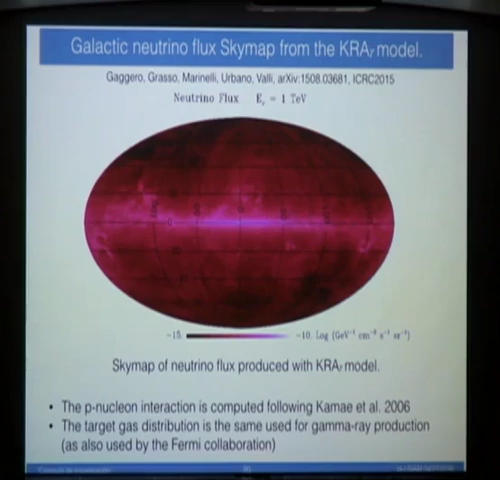 Galactic neutrino flux Skymap from the KRAγ model.
Gaggero, Grasso, Marinelli, Urbano, Valli, arXiv:1508.03681, ICRC2015
Neutrino Flux Eν = 1 TeV
0
-15. -10. Log (GeV⁻¹ cm⁻² s⁻¹ sr⁻¹)
Skymap of neutrino flux produced with KRAγ model.
• The p-nucleon interaction is computed following Kamae et al. 2006
• The target gas distribution is the same used for gamma-ray production
(as also used by the Fermi collaboration)